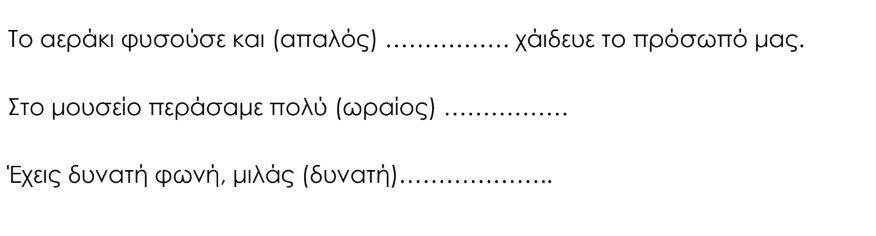 Το αεράκι φυσούσε και (απαλός) ................ χάιδευε το πρόσωπό μας.
Στο μουσείο περάσαμε πολύ (ωραίος) ................
Έχεις δυνατή φωνή, μιλάς (δυνατή)....................